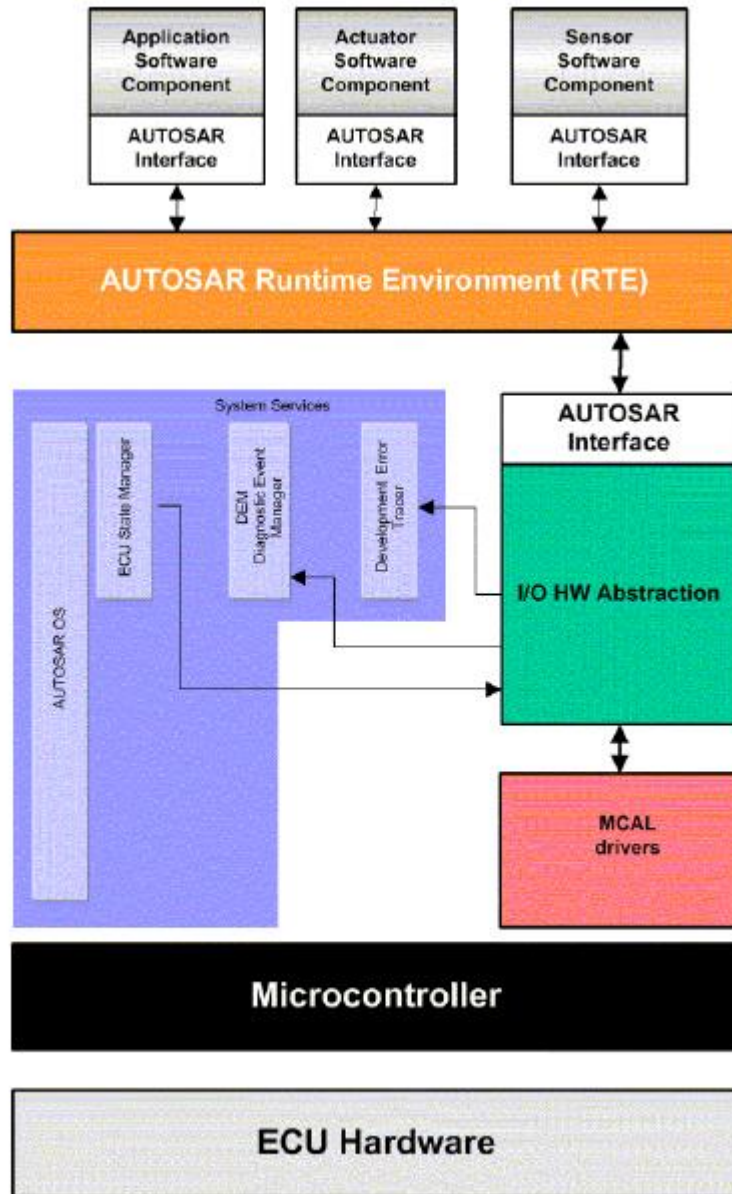 Application
Software
Component
AUTOSAR
Interface
Actuator
Software
Component
AUTOSAR
Interface
Sensor
Software
Component
AUTOSAR
Interface
AUTOSAR Runtime Environment (RTE)
System Services
AUTOSAR OS
ECU State Manager
DEM
Diagnostic Event
Manager
Development Error
Tracer
AUTOSAR
Interface
I/O HW Abstraction
MCAL
drivers
Microcontroller
ECU Hardware